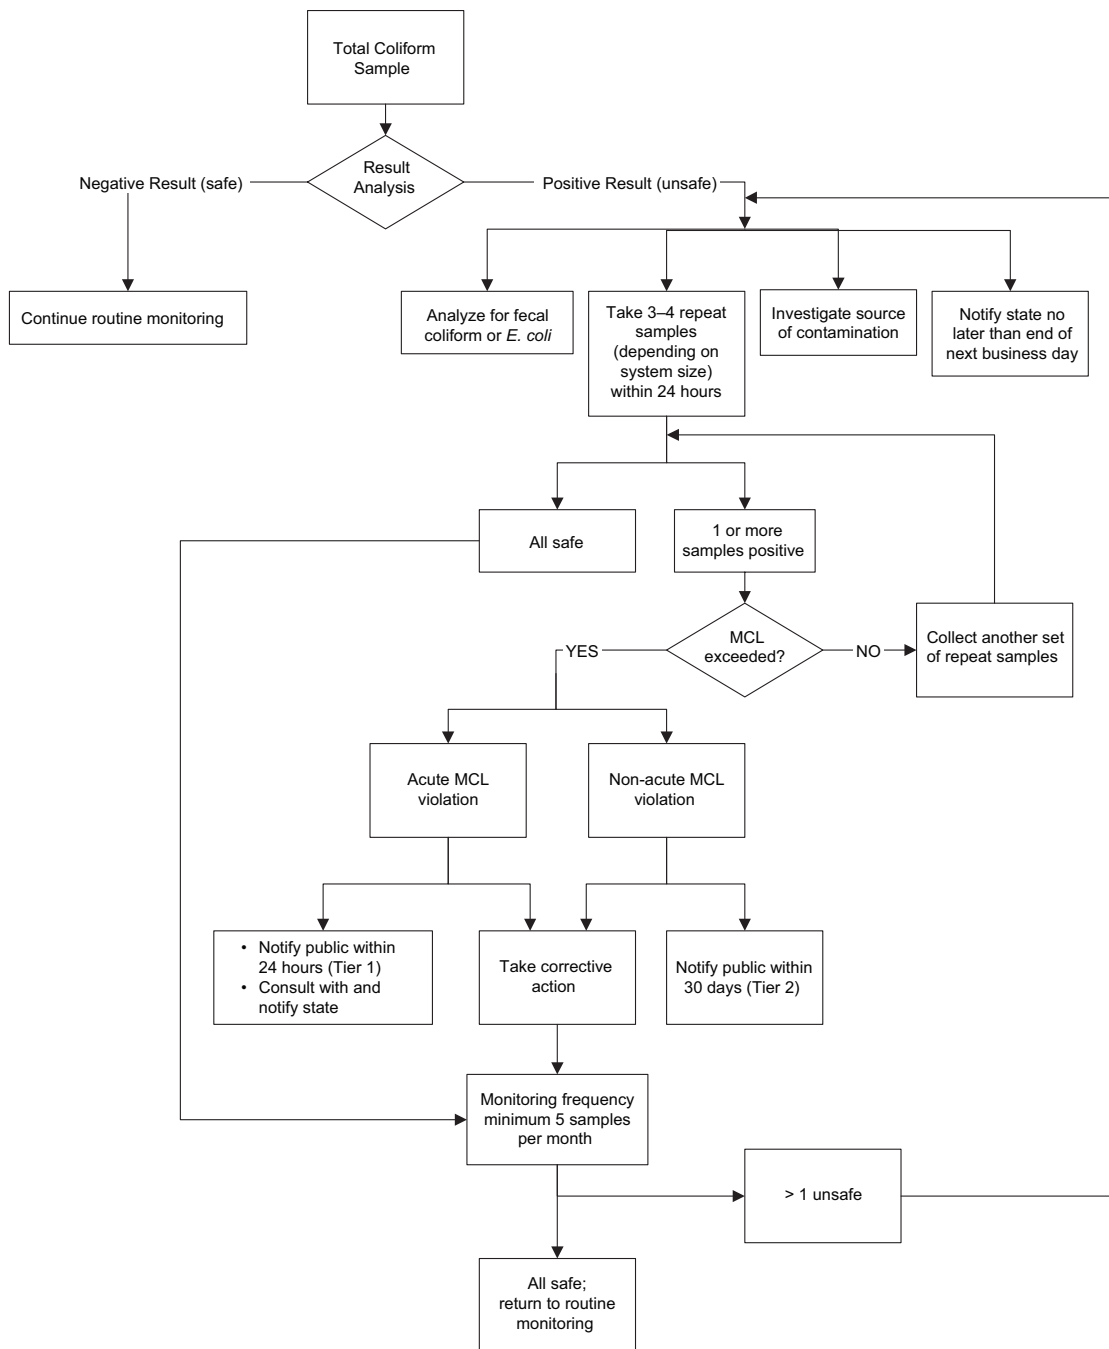 Total Coliform
Sample
Result
Analysis
Negative Result (safe)
Positive Result (unsafe)
Continue routine monitoring
Analyze for fecal
coliform or E. coli
Take 3–4 repeat
samples
(depending on
system size)
within 24 hours
Investigate source
of contamination
Notify state no
later than end of
next business day
All safe
1 or more
samples positive
MCL
exceeded?
YES
NO
Collect another set
of repeat samples
Acute MCL
violation
Non-acute MCL
violation
• Notify public within
24 hours (Tier 1)
• Consult with and
notify state
Take corrective
action
Notify public within
30 days (Tier 2)
Monitoring frequency
minimum 5 samples
per month
> 1 unsafe
All safe;
return to routine
monitoring